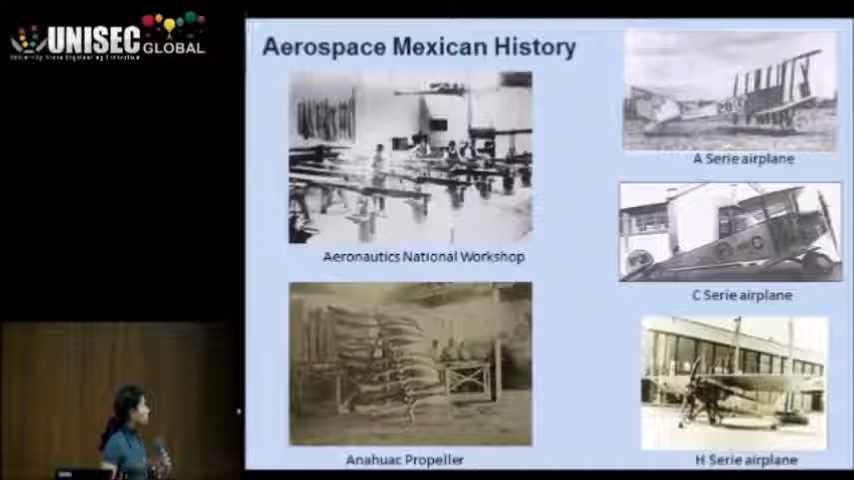 UNISEC
GLOBAL
Aerospace Mexican History
A Serie airplane
Aeronautics National Workshop
C Serie airplane
Anahuac Propeller
H Serie airplane